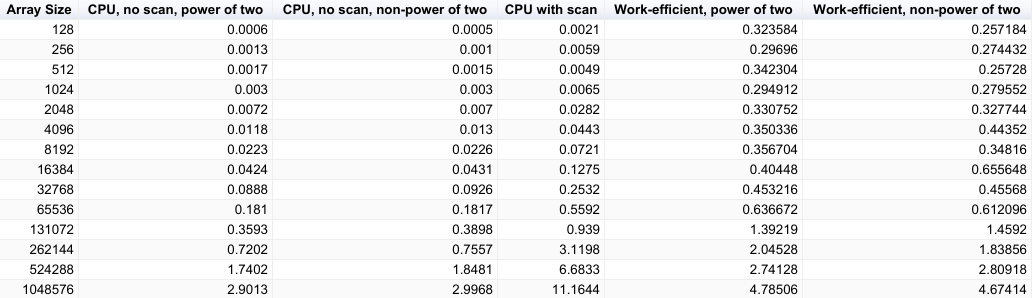 Array Size CPU, no scan, power of two CPU, no scan, non-power of two CPU with scan Work-efficient, power of two Work-efficient, non-power of two
128 0.0006 0.0005 0.0021 0.323584 0.257184
256 0.0013 0.001 0.0059 0.29696 0.274432
512 0.0017 0.0015 0.0049 0.342304 0.25728
1024 0.003 0.003 0.0065 0.294912 0.279552
2048 0.0072 0.007 0.0282 0.330752 0.327744
4096 0.0118 0.013 0.0443 0.350336 0.44352
8192 0.0223 0.0226 0.0721 0.356704 0.34816
16384 0.0424 0.0431 0.1275 0.40448 0.655648
32768 0.0888 0.0926 0.2532 0.453216 0.45568
65536 0.181 0.1817 0.5592 0.636672 0.612096
131072 0.3593 0.3898 0.939 1.39219 1.4592
262144 0.7202 0.7557 3.1198 2.04528 1.83856
524288 1.7402 1.8481 6.6833 2.74128 2.80918
1048576 2.9013 2.9968 11.1644 4.78506 4.67414